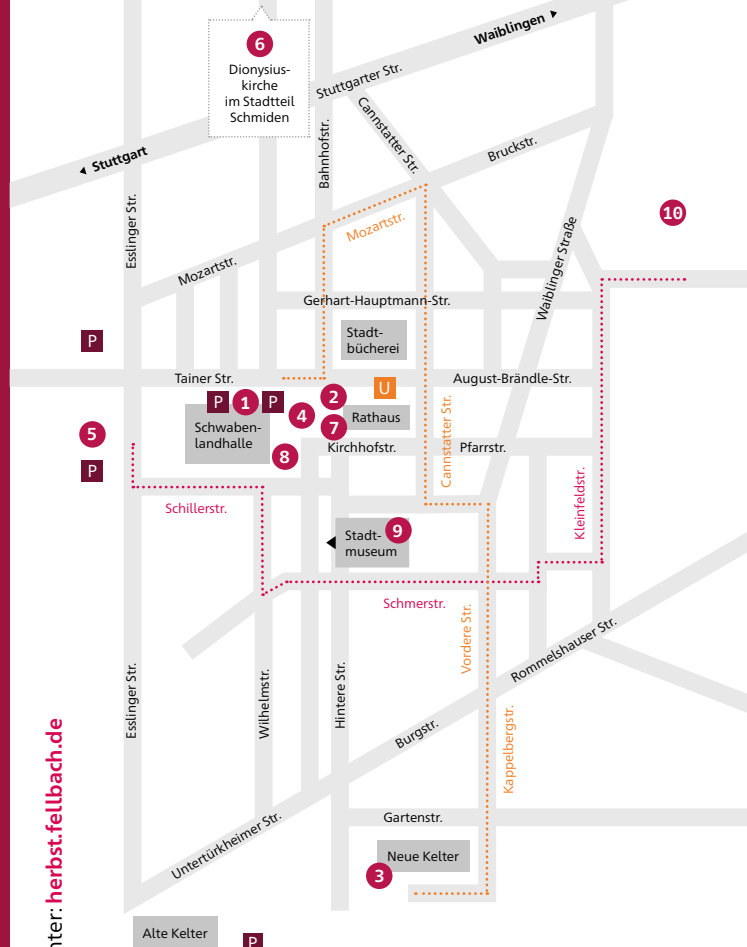 6
Dionysius-
kirche
im Stadtteil
Schmiden
Waiblingen
Stuttgarter Str.
Stuttgart
Cannstatter Str.
Bahnhofstr.
Bruckstr.
Esslinger Str.
Mozartstr.
10
Waiblinger Straße
Mozartstr.
Gerhart-Hauptmann-Str.
Stadt-
bücherei
P
Tainer Str.
August-Brändle-Str.
U
P
1
P
2
4
7
Rathaus
Schwaben-
landhalle
5
8
Kirchhofstr.
Cannstatter Str.
Pfarrstr.
P
Schillerstr.
Kleinfeldstr.
9
Stadt-
museum
Schmerstr.
Vordere Str.
Rommelshauser Str.
Esslinger Str.
Wilhelmstr.
Hintere Str.
Burgstr.
Kappelbergstr.
Untertürkheimer Str.
Gartenstr.
Neue Kelter
3
Alte Kelter
P
herbst.fellbach.de